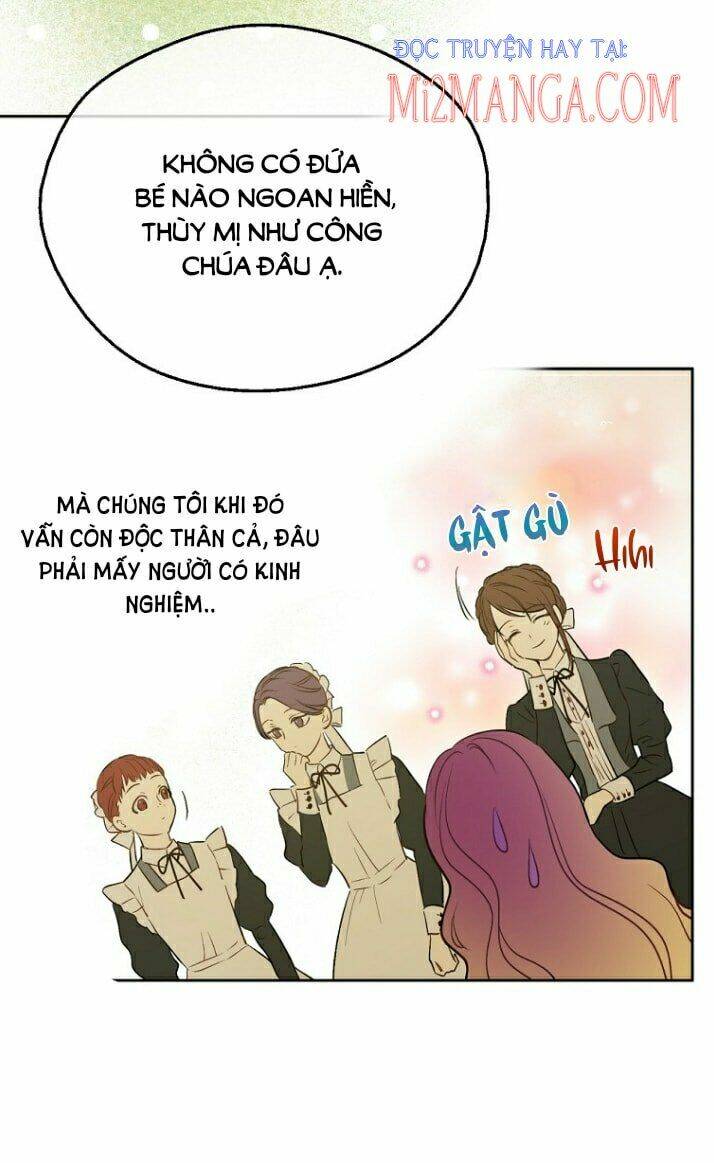 ĐỌC TRUYỆN HAY TẠI:
MI2MANGA.COM
KHÔNG CÓ ĐỨA
BÉ NÀO NGOAN HIỀN,
THÙY MỊ NHƯ CÔNG
CHÚA ĐÂU Ạ.
MÀ CHÚNG TÔI KHI ĐÓ
VẪN CÒN ĐỘC THÂN CẢ, ĐÂU
PHẢI MẤY NGƯỜI CÓ KINH
NGHIỆM..
GẬT GÙ
HIHI